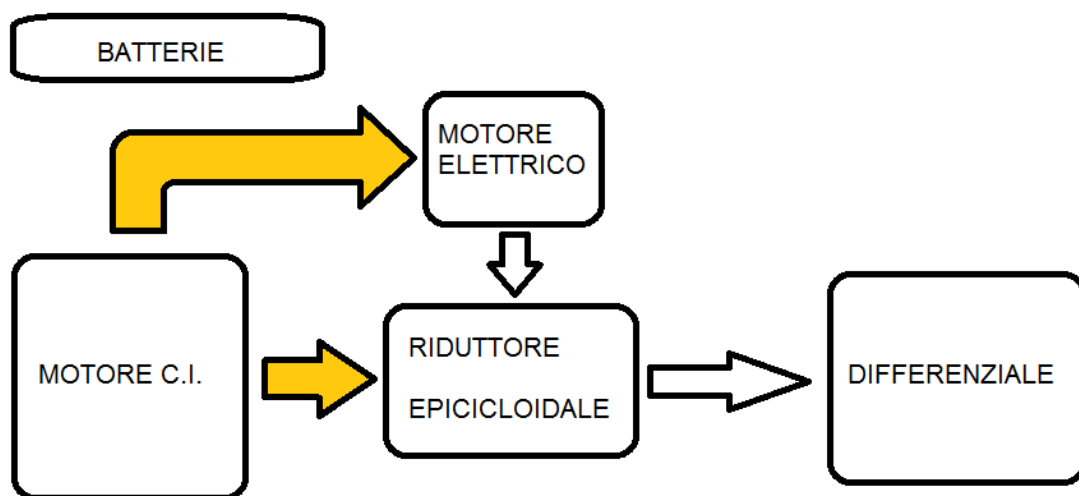 BATTERIE
MOTORE
ELETTRICO
MOTORE C.I.
RIDUTTORE
EPICICLOIDALE
DIFFERENZIALE